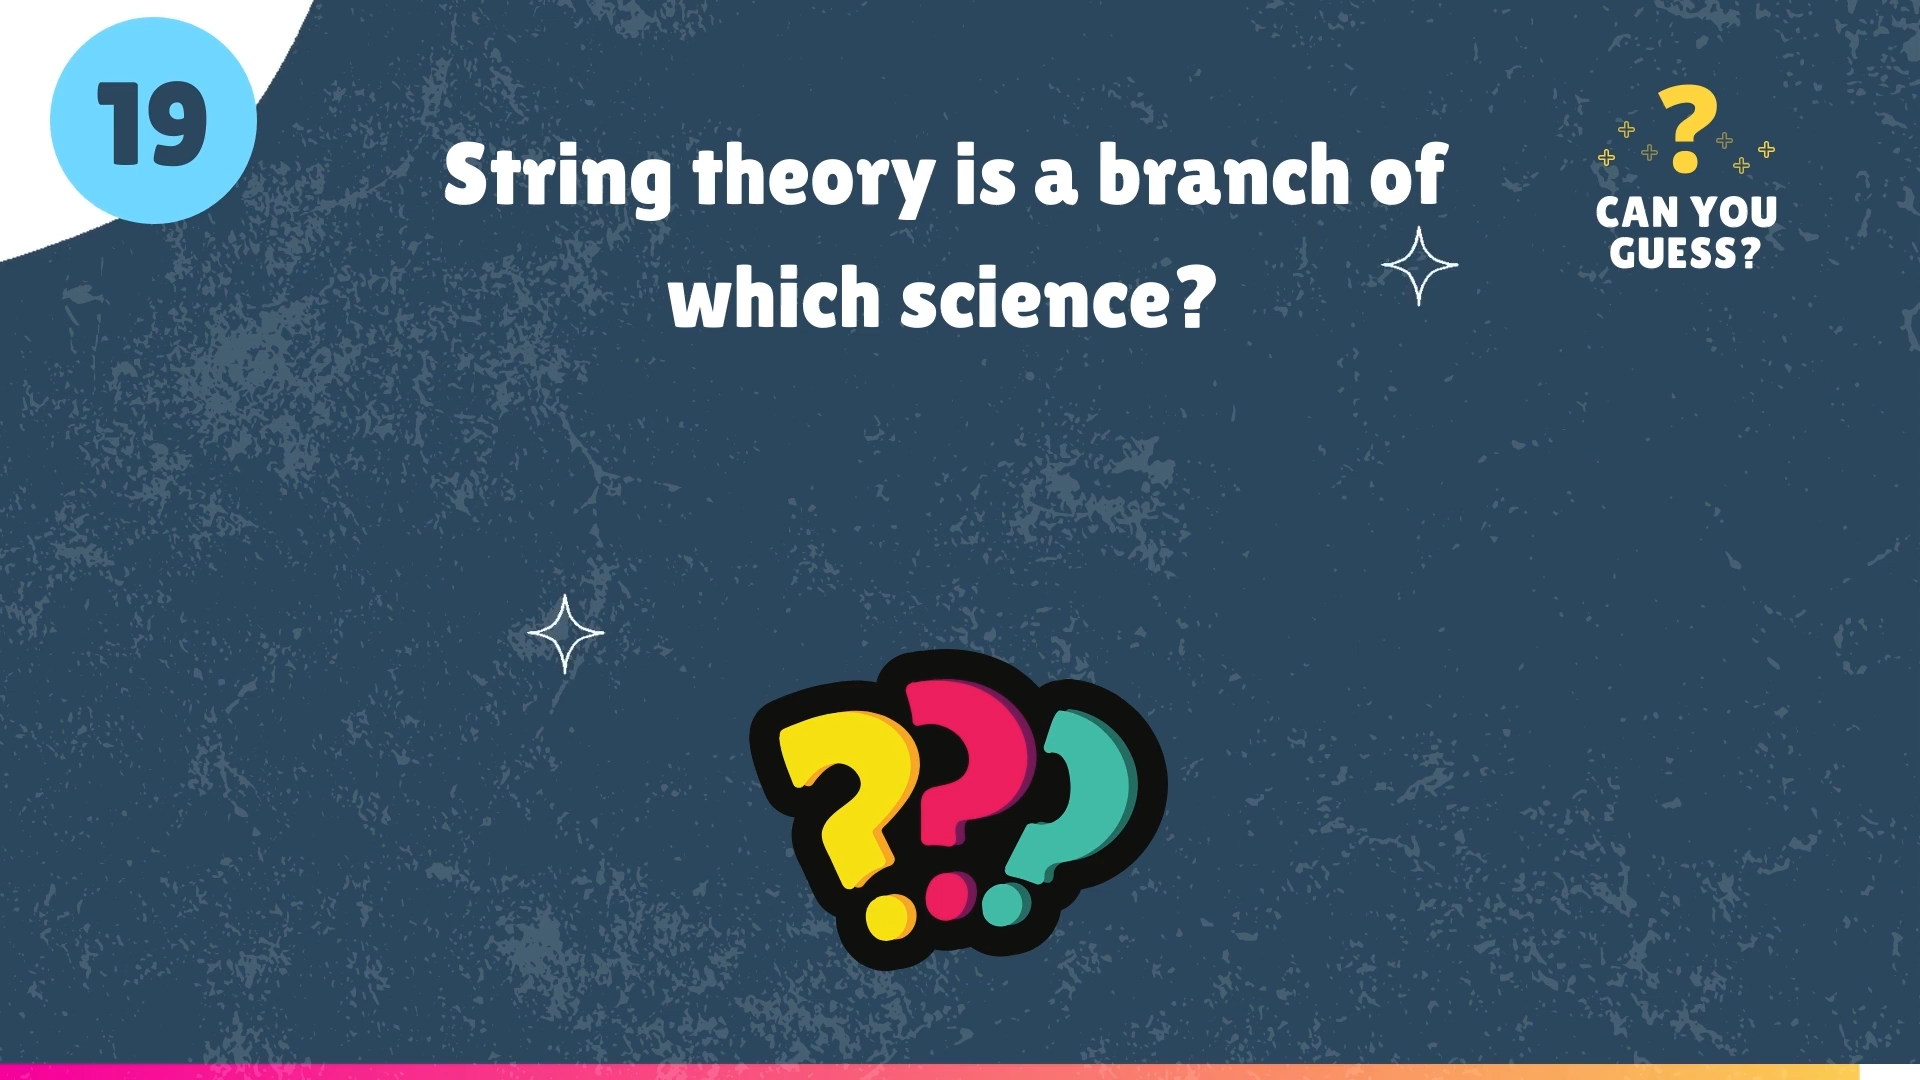 19
String theory is a branch of
which science?
?
CAN YOU
GUESS?
???